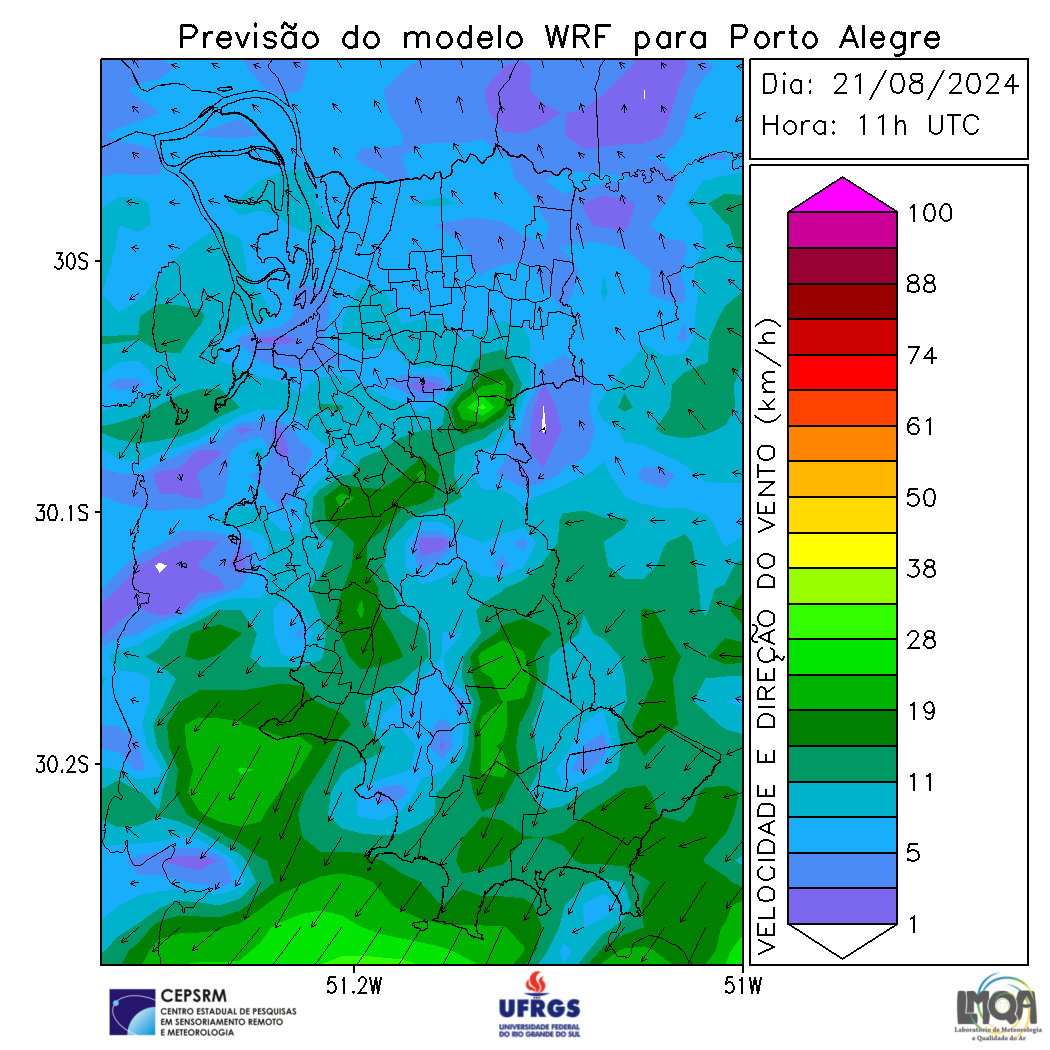 Previsão do modelo WRF para Porto Alegre
Dia: 21/08/2024
Hora: 11h UTC
30S
30.1S
30.2S
51.2W
51W
VELOCIDADE E DIREÇÃO DO VENTO (km/h)
100
88
74
61
50
38
28
19
11
5
1
CEPSRM
CENTRO ESTADUAL DE PESQUISAS
EM SENSORIAMENTO REMOTO
E METEOROLOGIA
UFRGS
UNIVERSIDADE FEDERAL
DO RIO GRANDE DO SUL
LMQA
Laboratório de Meteorologia
e Qualidade do Ar